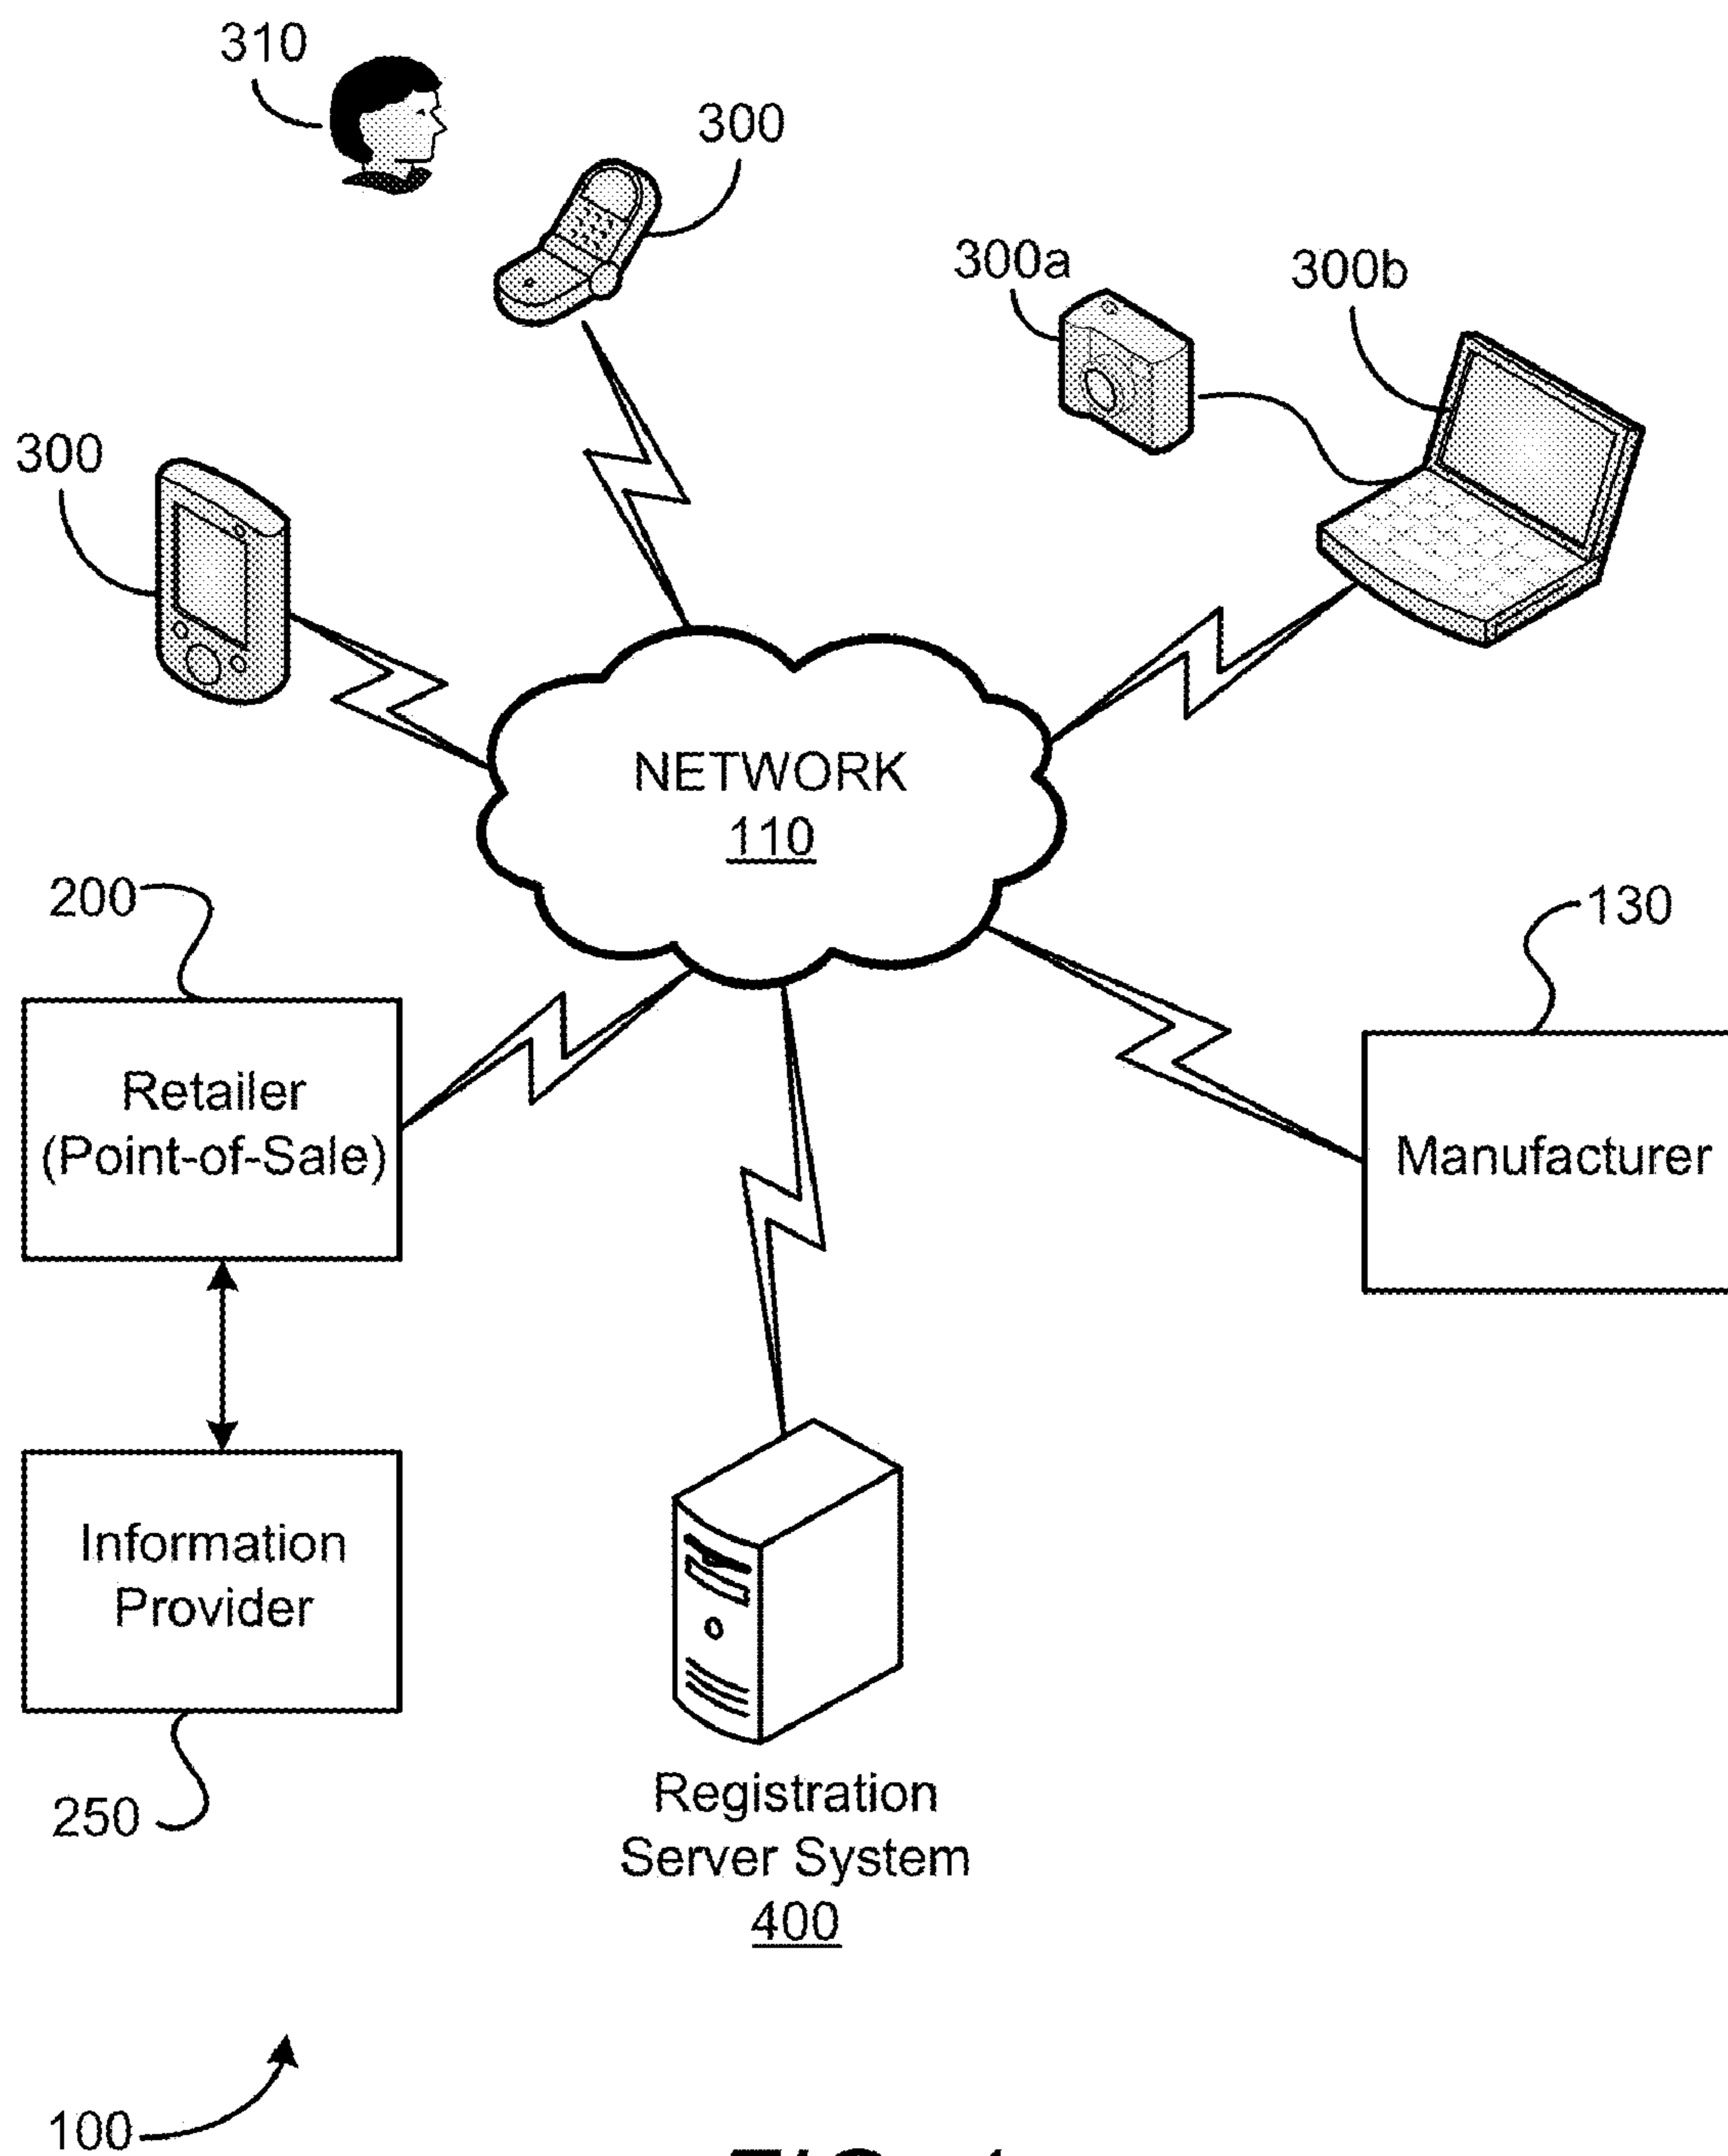 310
300
300a
300b
300
NETWORK
110
200
130
Retailer
(Point-of-Sale)
Manufacturer
Information
Provider
250
Registration
Server System
400
100